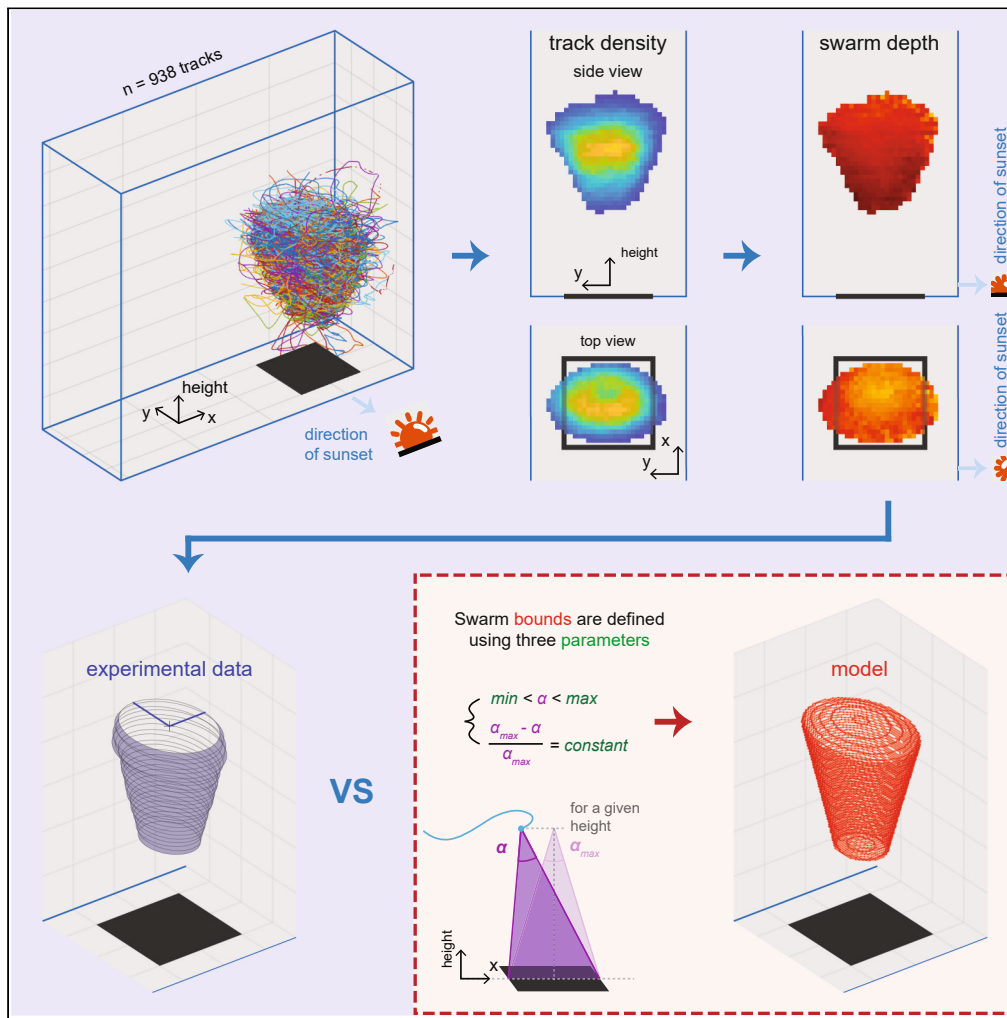 n = 938 tracks
height
y
x
direction
of sunset
track density
side view
height
y
top view
x
y
swarm depth
direction of sunset
direction of sunset
experimental data
VS
Swarm bounds are defined
using three parameters
min < α < max
α_max - α
α_max
= constant
for a given
height
α
α_max
height
x
model